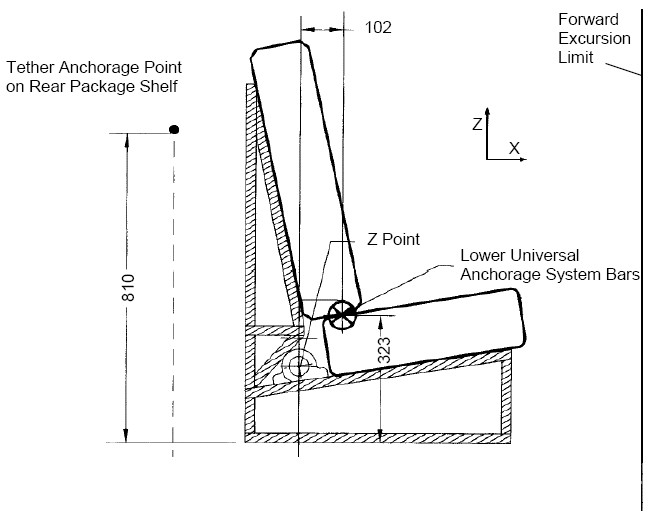 102
Forward
Excursion
Limit
Tether Anchorage Point
on Rear Package Shelf
Z
X
Z Point
Lower Universal
Anchorage System Bars
810
323